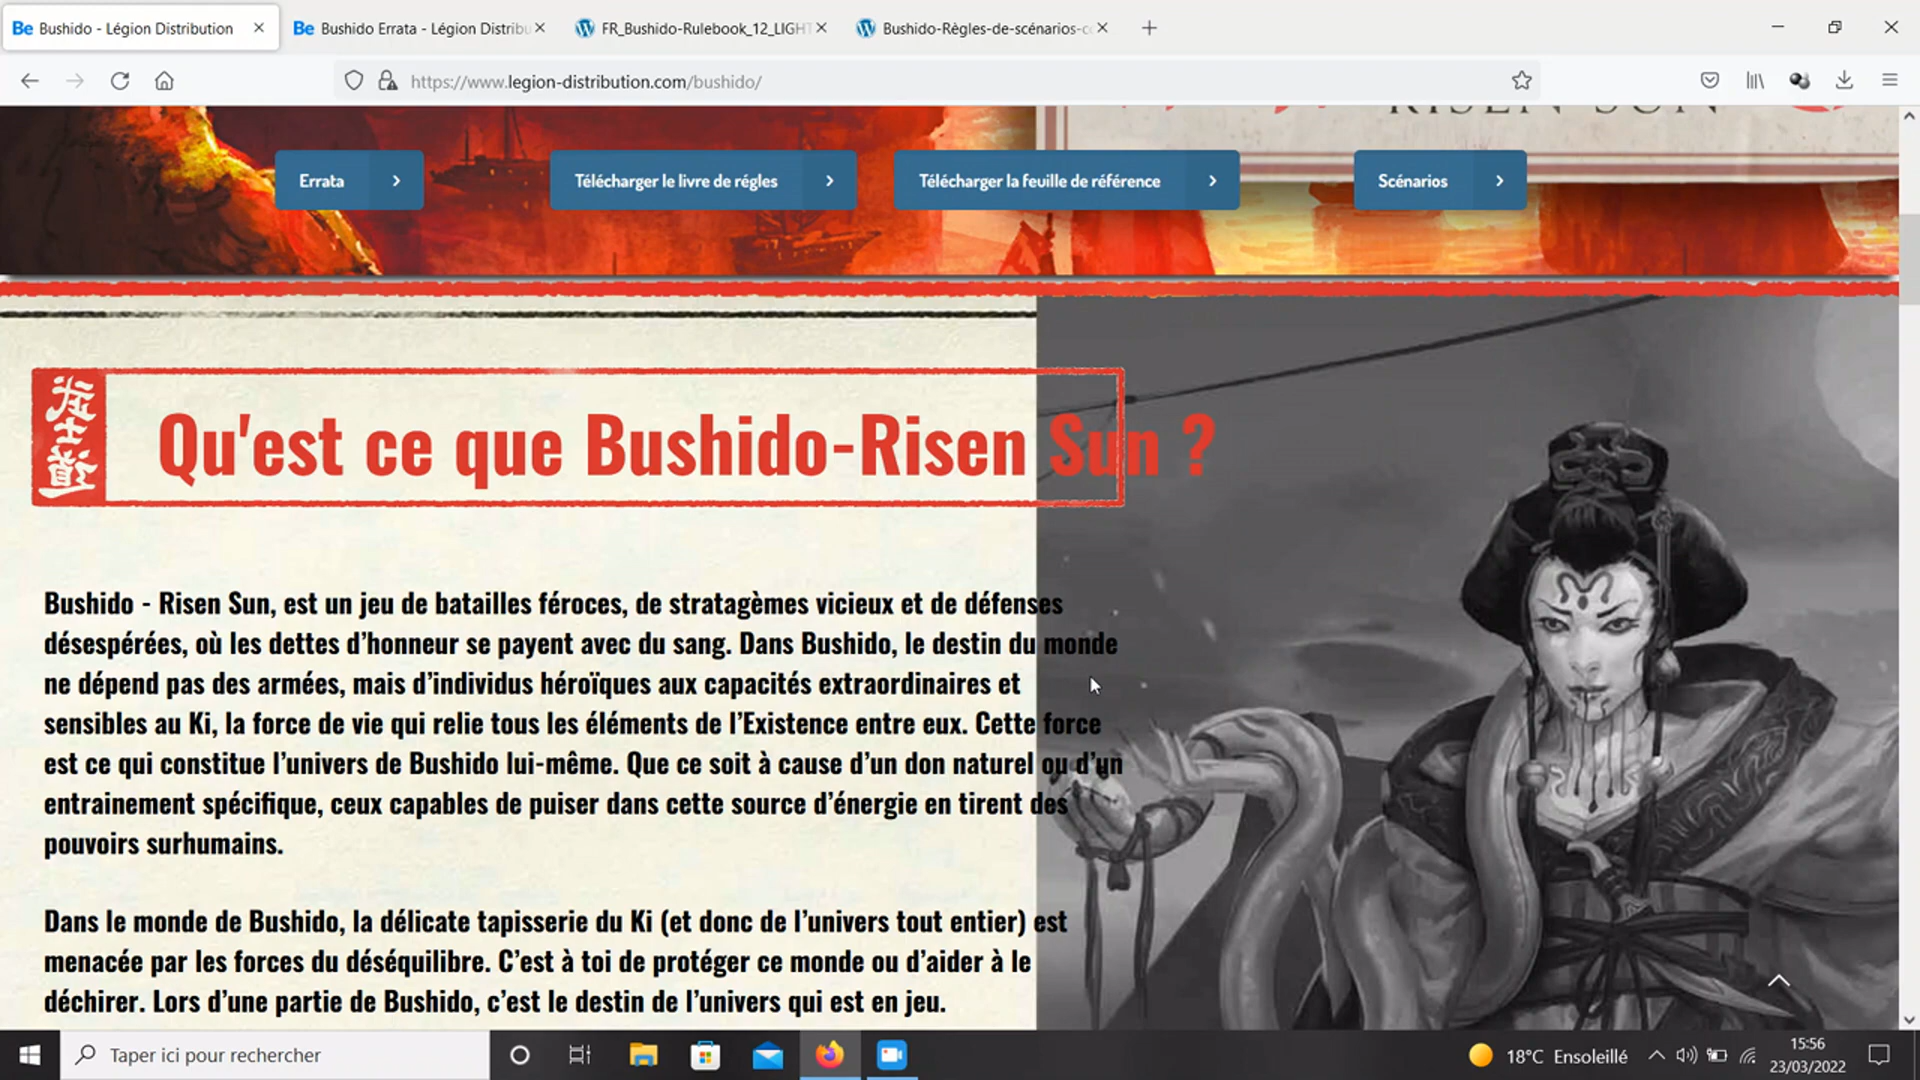 Bushido - Légion Distribution
Bushido Errata - Légion Distribu
FR_Bushido-Rulebook_12_LIGHT
Bushido-Règles-de-scénarios-c
https://www.legion-distribution.com/bushido/
RISEN SUN
Errata
Télécharger le livre de régles
Télécharger la feuille de référence
Scénarios
武士道
Qu'est ce que Bushido-Risen Sun ?
Bushido - Risen Sun, est un jeu de batailles féroces, de stratagèmes vicieux et de défenses
désespérées, où les dettes d’honneur se payent avec du sang. Dans Bushido, le destin du monde
ne dépend pas des armées, mais d’individus héroïques aux capacités extraordinaires et
sensibles au Ki, la force de vie qui relie tous les éléments de l’Existence entre eux. Cette force
est ce qui constitue l’univers de Bushido lui-même. Que ce soit à cause d’un don naturel ou d’un
entrainement spécifique, ceux capables de puiser dans cette source d’énergie en tirent des
pouvoirs surhumains.
Dans le monde de Bushido, la délicate tapisserie du Ki (et donc de l’univers tout entier) est
menacée par les forces du déséquilibre. C’est à toi de protéger ce monde ou d’aider à le
déchirer. Lors d’une partie de Bushido, c’est le destin de l’univers qui est en jeu.
Taper ici pour rechercher
18°C Ensoleillé
15:56
23/03/2022